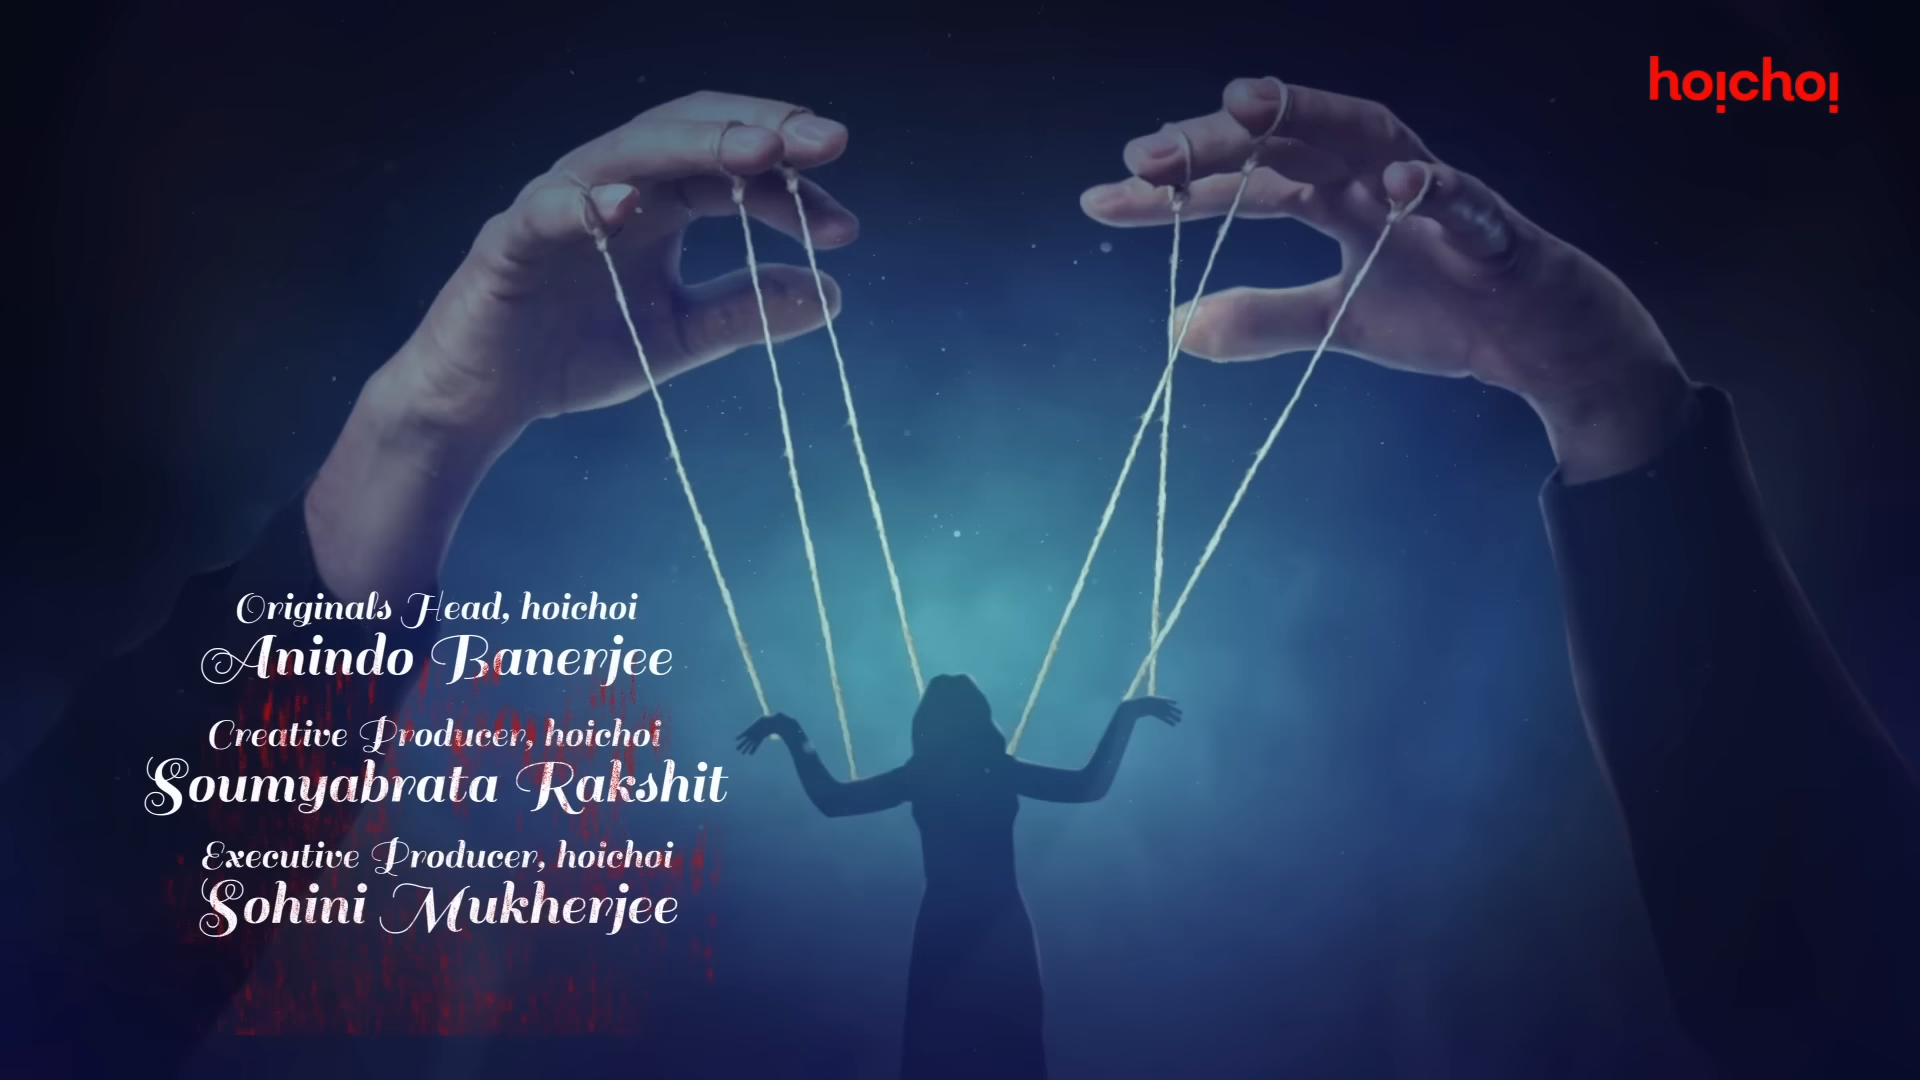 hoichoi
Originals Head, hoichoi
Anindo Banerjee
Creative Producer, hoichoi
Soumyabrata Rakshit
Executive Producer, hoichoi
Sohini Mukherjee